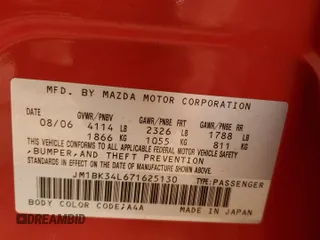 MFD. BY MAZDA MOTOR CORPORATION
DATE GVWR/PNBV GAWR/PNBE FRT GAWR/PNBE RR
08/06 4114 LB 2326 LB 1788 LB
1866 KG 1055 KG 811 KG
THIS VEHICLE CONFORMS TO ALL APPLICABLE FEDERAL MOTOR VEHICLE SAFETY
,BUMPER,AND THEFT PREVENTION
STANDARDS IN EFFECT ON THE DATE OF MANUFACTURE SHOWN ABOVE.
JM1BK34L671625130 TYPE:PASSENGER
BODY COLOR CODE:A4A MADE IN JAPAN
DREAMBID